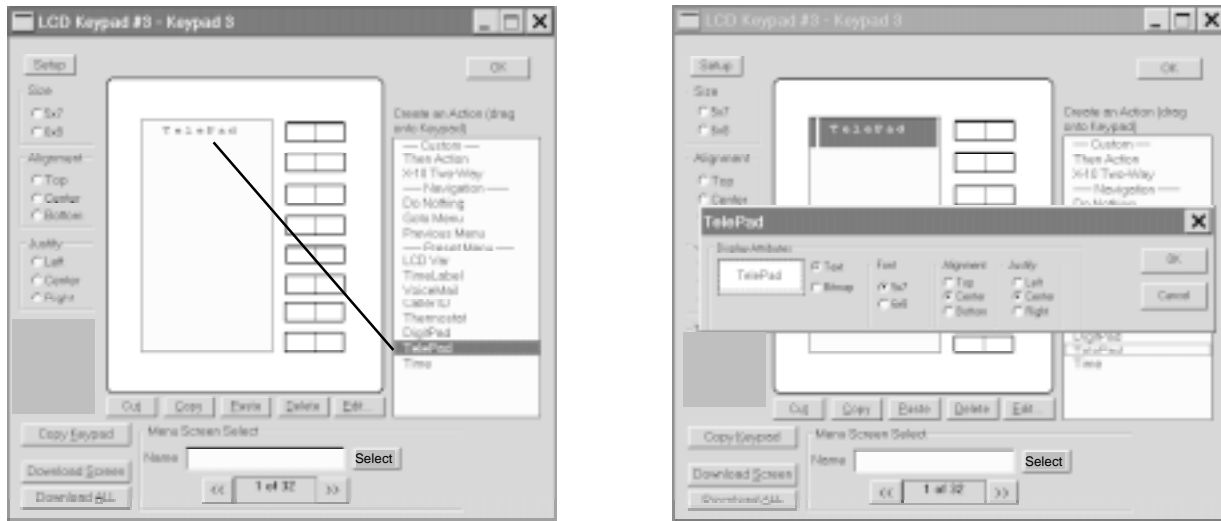 LCD Keypad #3 - Keypad 3
Setup
OK
Size
5x7
6x8
Alignment
Top
Center
Bottom
Justify
Left
Center
Right
TelePad
Create an Action (drag
onto Keypad)
--- Custom ---
Then Action
X-10 Two-Way
--- Navigation ---
Do Nothing
Goto Menu
Previous Menu
--- Preset Menu ---
LCD Var
TimeLabel
VoiceMail
CallerID
Thermostat
DigitPad
TelePad
Time
Cut
Copy
Paste
Delete
Edit...
Copy Keypad
Download Screen
Download ALL
Menu Screen Select
Name
Select
<<
1 of 32
>>
LCD Keypad #3 - Keypad 3
Setup
OK
Size
5x7
6x8
Alignment
Top
Center
TelePad
Create an Action (drag
onto Keypad)
--- Custom ---
Then Action
X-10 Two-Way
--- Navigation ---
Do Nothing
TelePad
Display Attributes
TelePad
Text
Bitmap
Font
5x7
6x8
Alignment
Top
Center
Bottom
Justify
Left
Center
Right
OK
Cancel
DigitPad
TelePad
Time
Cut
Copy
Paste
Delete
Edit...
Copy Keypad
Download Screen
Download ALL
Menu Screen Select
Name
Select
<<
1 of 32
>>